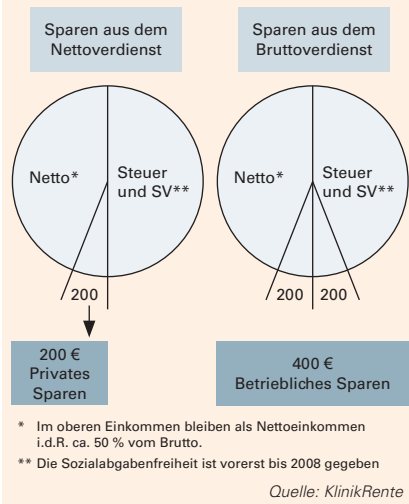 Sparen aus dem
Nettoverdienst
Sparen aus dem
Bruttoverdienst
Netto*
Steuer
und SV**
Netto*
Steuer
und SV**
200
200
200
200 €
Privates
Sparen
400 €
Betriebliches Sparen
* Im oberen Einkommen bleiben als Nettoeinkommen
i.d.R. ca. 50 % vom Brutto.
** Die Sozialabgabenfreiheit ist vorerst bis 2008 gegeben
Quelle: KlinikRente